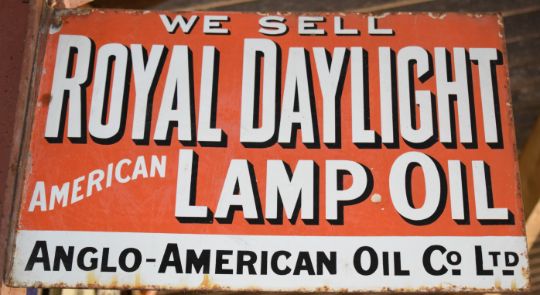 WE SELL
ROYAL DAYLIGHT
AMERICAN LAMP OIL
ANGLO-AMERICAN OIL Co LTD